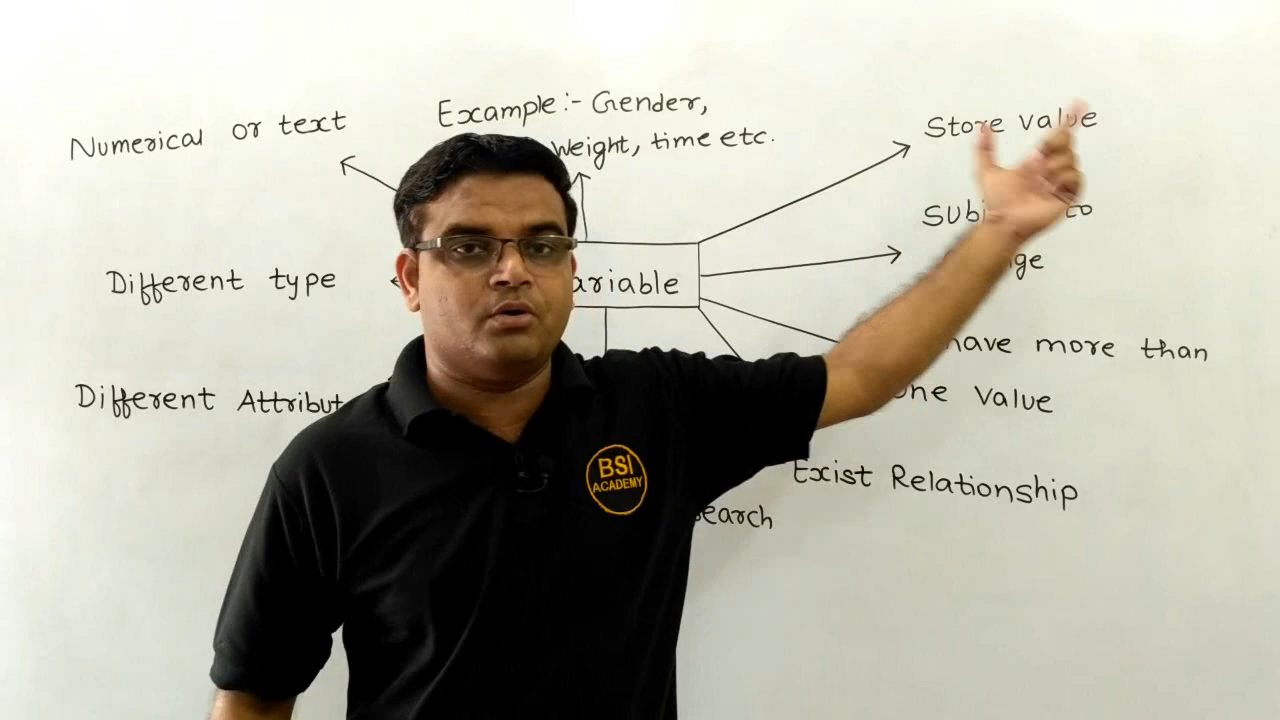 Example:- Gender,
weight, time etc.
Numerical or text
Store value
Different type
ariable
Different Attribut
have more than
one value
Exist Relationship
earch
BSI
ACADEMY